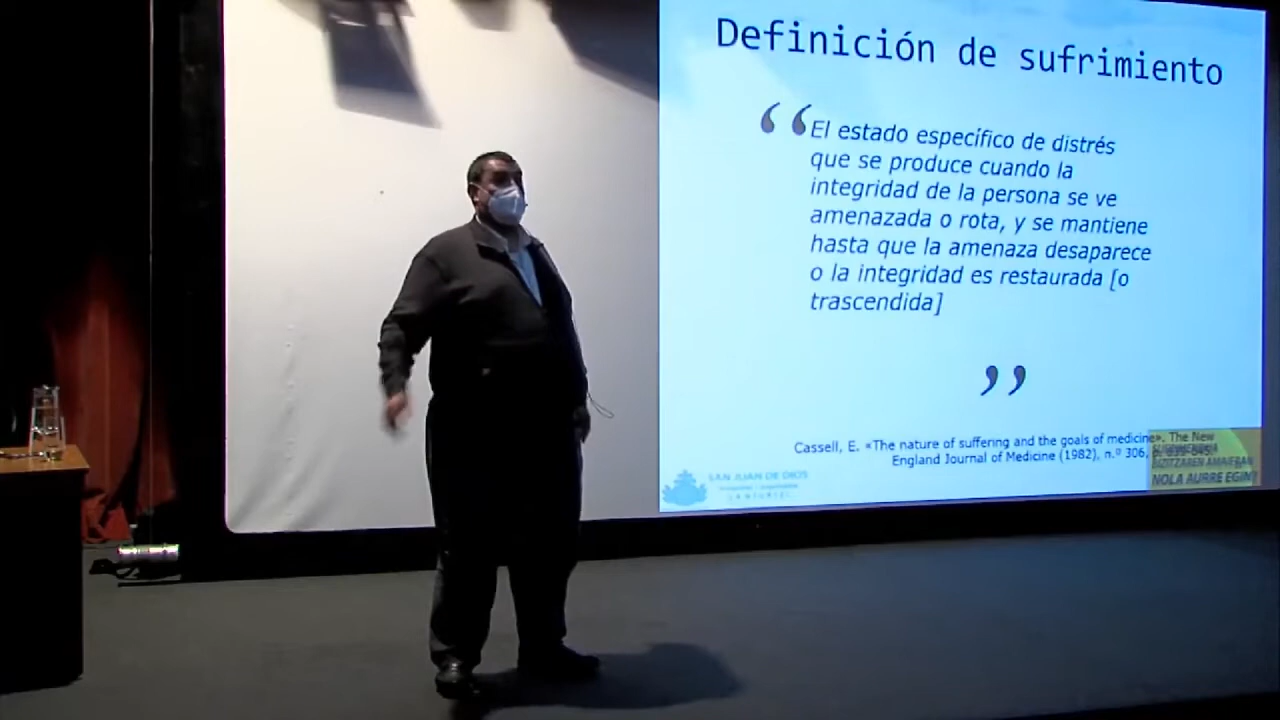 Definición de sufrimiento
“
El estado específico de distrés
que se produce cuando la
integridad de la persona se ve
amenazada o rota, y se mantiene
hasta que la amenaza desaparece
o la integridad es restaurada [o
trascendida]
”
Cassell, E. «The nature of suffering and the goals of medicine». The New
England Journal of Medicine (1982), n.º 306,
SAN JUAN DE DIOS
BIZITZAREN AMAIERAN
NOLA AURRE EGIN?